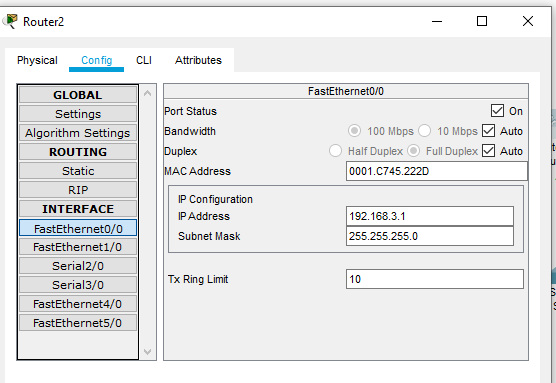 Router2
Physical Config CLI Attributes
GLOBAL
Settings
Algorithm Settings
ROUTING
Static
RIP
INTERFACE
FastEthernet0/0
FastEthernet1/0
Serial2/0
Serial3/0
FastEthernet4/0
FastEthernet5/0
FastEthernet0/0
Port Status On
Bandwidth 100 Mbps 10 Mbps Auto
Duplex Half Duplex Full Duplex Auto
MAC Address 0001.C745.222D
IP Configuration
IP Address 192.168.3.1
Subnet Mask 255.255.255.0
Tx Ring Limit 10